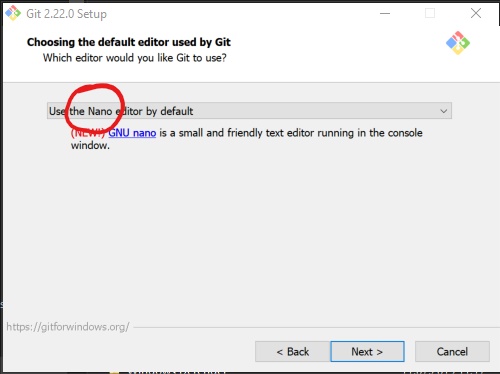 Git 2.22.0 Setup
Choosing the default editor used by Git
Which editor would you like Git to use?
Use the Nano editor by default
(NEW!) GNU nano is a small and friendly text editor running in the console
window.
https://gitforwindows.org/
< Back
Next >
Cancel